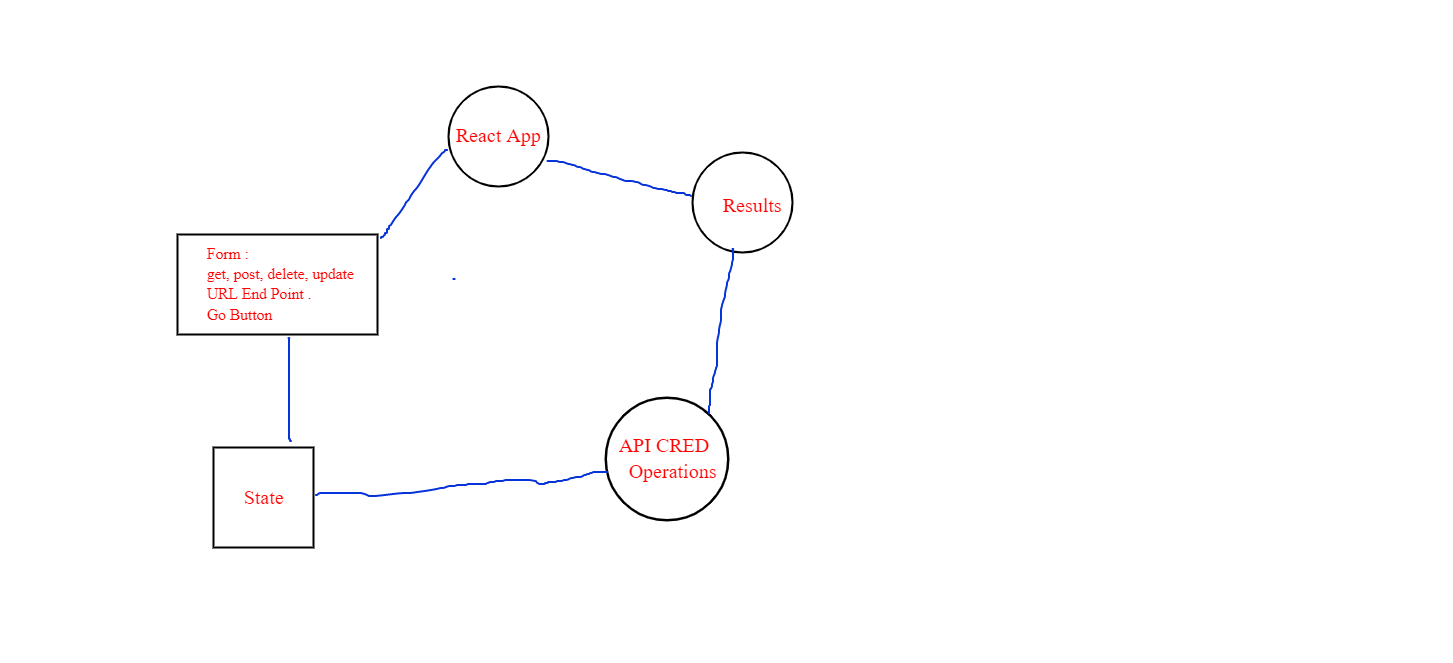 React App
Results
Form :
get, post, delete, update
URL End Point .
Go Button
API CRED
Operations
State